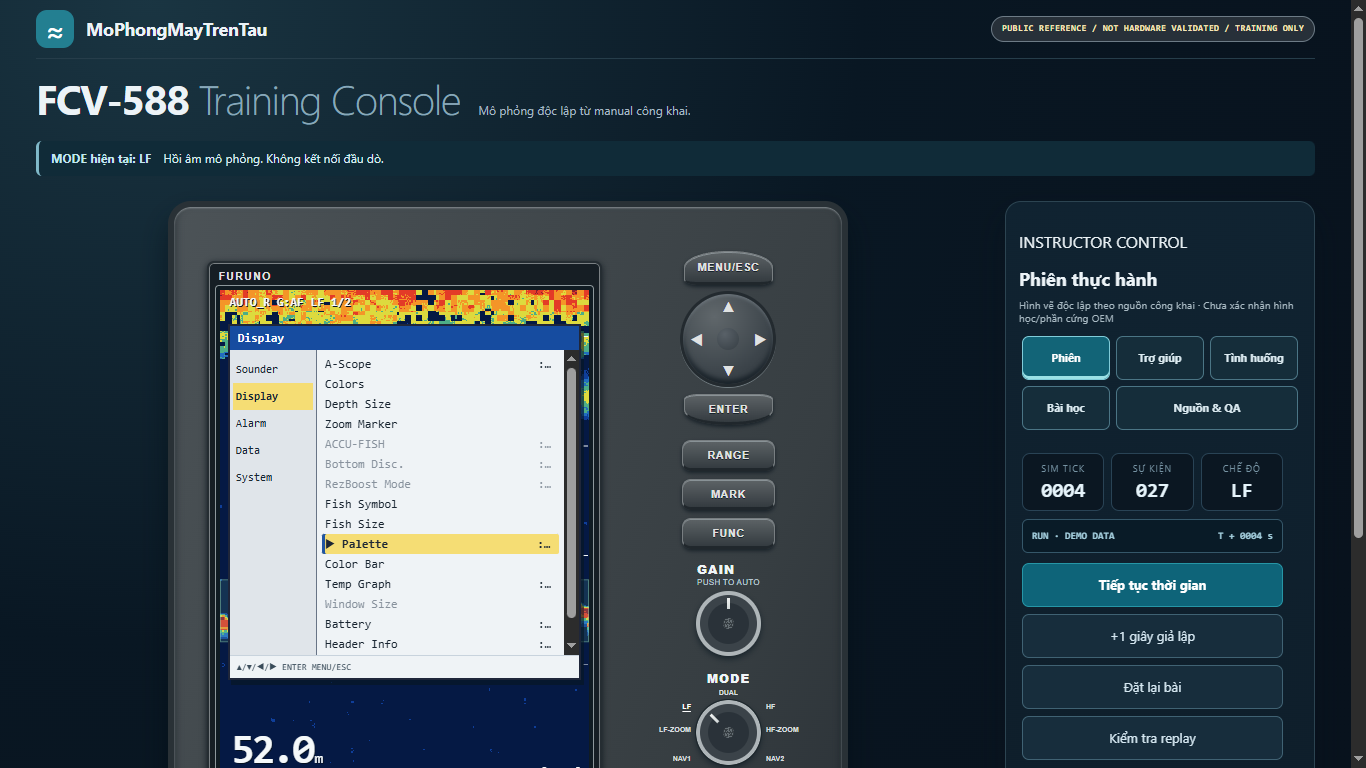 MoPhongMayTrenTau
PUBLIC REFERENCE / NOT HARDWARE VALIDATED / TRAINING ONLY
FCV-588 Training Console Mô phỏng độc lập từ manual công khai.
MODE hiện tại: LF Hồi âm mô phỏng. Không kết nối đầu dò.
FURUNO
AUTO_R G:AF LF 1/2
Display
Sounder
Display
Alarm
Data
System
A-Scope :…
Colors
Depth Size
Zoom Marker
ACCU-FISH :…
Bottom Disc. :…
RezBoost Mode :…
Fish Symbol
Fish Size
▶ Palette :…
Color Bar
Temp Graph :…
Window Size
Battery :…
Header Info :…
▲/▼/◀/▶ ENTER MENU/ESC
52.0m
MENU/ESC
ENTER
RANGE
MARK
FUNC
GAIN
PUSH TO AUTO
MODE
DUAL
LF
HF
LF-ZOOM
HF-ZOOM
NAV1
NAV2
INSTRUCTOR CONTROL
Phiên thực hành
Hình vẽ độc lập theo nguồn công khai · Chưa xác nhận hình
học/phần cứng OEM
Phiên
Trợ giúp
Tình huống
Bài học
Nguồn & QA
SIM TICK
0004
SỰ KIỆN
027
CHẾ ĐỘ
LF
RUN · DEMO DATA
T + 0004 s
Tiếp tục thời gian
+1 giây giả lập
Đặt lại bài
Kiểm tra replay